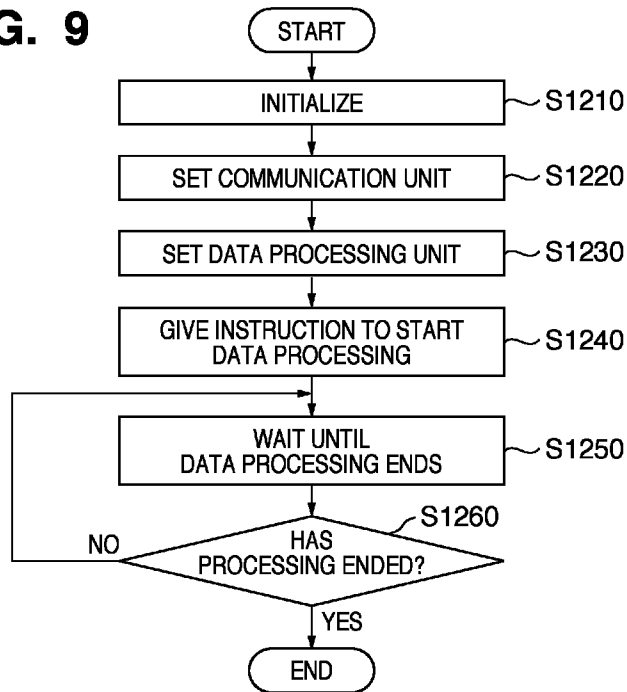 G. 9
START
INITIALIZE
S1210
SET COMMUNICATION UNIT
S1220
SET DATA PROCESSING UNIT
S1230
GIVE INSTRUCTION TO START
DATA PROCESSING
S1240
WAIT UNTIL
DATA PROCESSING ENDS
S1250
S1260
HAS
PROCESSING ENDED?
NO
YES
END